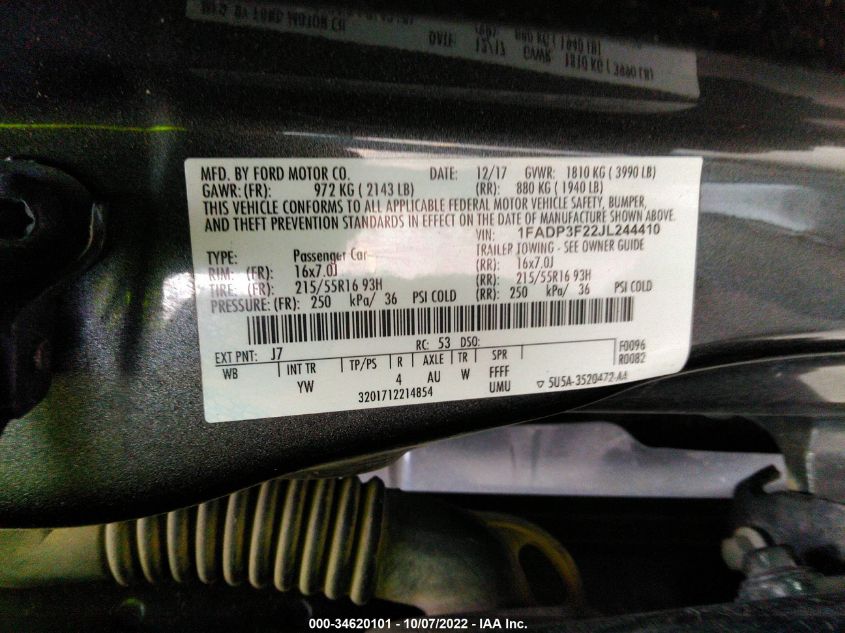 MFD. BY FORD MOTOR CO. DATE: 12/17 GVWR: 1810 KG ( 3990 LB)
GAWR: (FR): 972 KG ( 2143 LB) (RR): 880 KG ( 1940 LB)
THIS VEHICLE CONFORMS TO ALL APPLICABLE FEDERAL MOTOR VEHICLE SAFETY, BUMPER,
AND THEFT PREVENTION STANDARDS IN EFFECT ON THE DATE OF MANUFACTURE SHOWN ABOVE.
VIN: 1FADP3F22JL244410
TYPE: Passenger Car TRAILER TOWING - SEE OWNER GUIDE
RIM: (FR): 16x7.0J (RR): 16x7.0J
TIRE: (FR): 215/55R16 93H (RR): 215/55R16 93H
PRESSURE: (FR): 250 kPa/ 36 PSI COLD (RR): 250 kPa/ 36 PSI COLD
EXT PNT: J7 RC: 53 DSO: F0096
WB INT TR TP/PS R AXLE TR SPR R0082
YW 4 AU W FFFF
UMU
3201712214854 ▽ 5U5A-3520472-AA
000-34620101 - 10/07/2022 - IAA Inc.